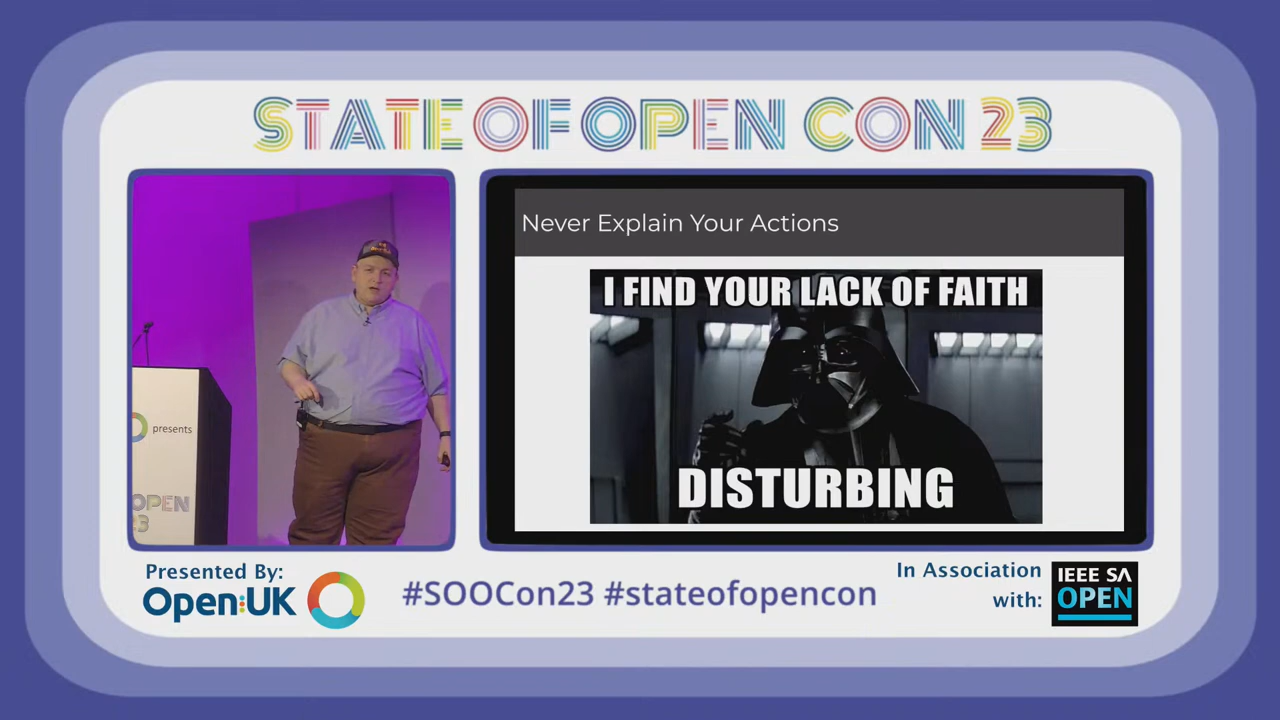 STATE OF OPEN CON 23
presents
OPEN
23
Never Explain Your Actions
I FIND YOUR LACK OF FAITH
DISTURBING
Presented By:
Open:UK
#SOOCon23 #stateofopencon
In Association
with:
IEEE SA
OPEN